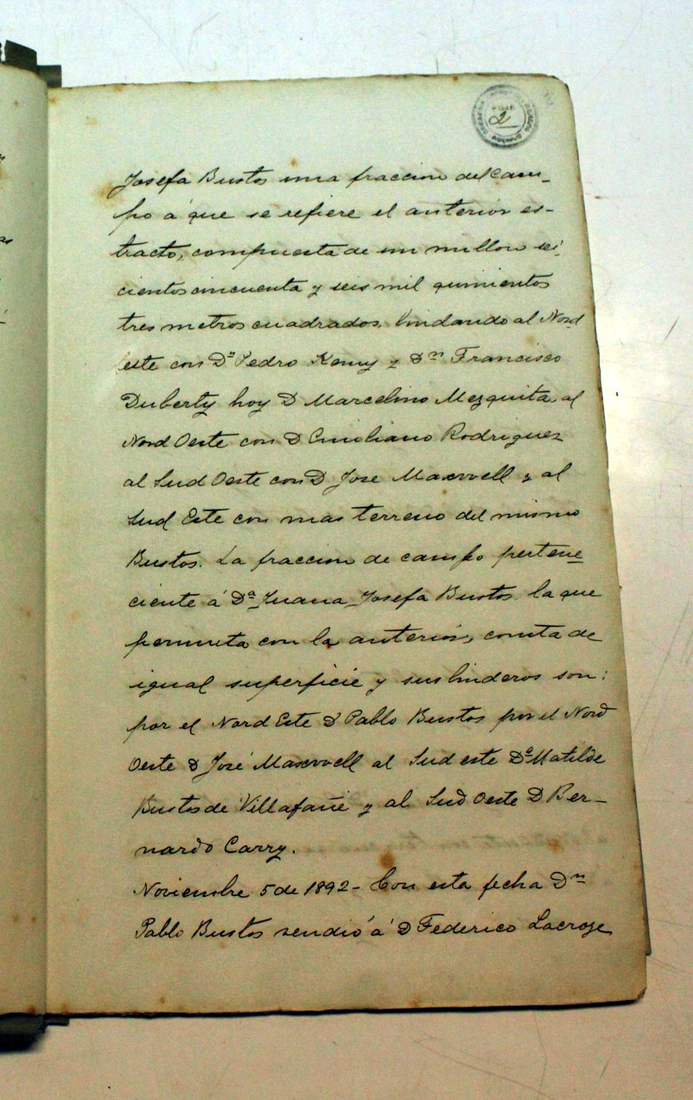 2
Josefa Bustos una fraccion del Cam-
po á que se refiere el anterior es-
tracto, compuesta de un millon seis
cientos cincuenta y seis mil quinientos
tres metros cuadrados, lindando al Nord
este con Dn Pedro Keny y Dn Francisco
Duberty hoy D Marcelino Mezquita, al
Nord Oeste con D Emiliano Rodriguez
al Sud Oeste con D Jose Maxwell y al
Sud Este con mas terreno del mismo
Bustos. La fraccion de campo pertene-
ciente á Da Juana Josefa Bustos la que
permuta con la anterior, consta de
igual superficie y sus linderos son:
por el Nord Este D Pablo Bustos por el Nord
Oeste D José Maxwell al Sud este Da Matilde
Bustos de Villafañe y al Sud Oeste D Ber-
nardo Carry.
Noviembre 5 de 1892 - Con esta fecha Dn
Pablo Bustos vendió á D Federico Lacroze